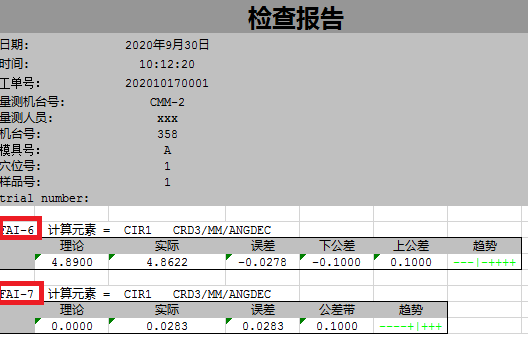 检查报告
日期: 2020年9月30日
时间: 10:12:20
工单号: 202010170001
量测机台号: CMM-2
量测人员: xxx
机台号: 358
模具号: A
穴位号: 1
样品号: 1
trial number:
FAI-6 计算元素 = CIR1 CRD3/MM/ANGDEC
理论 实际 误差 下公差 上公差 趋势
4.8900 4.8622 -0.0278 -0.1000 0.1000 ---|-++++
FAI-7 计算元素 = CIR1 CRD3/MM/ANGDEC
理论 实际 误差 公差带 趋势
0.0000 0.0283 0.0283 0.1000 ----+|+++